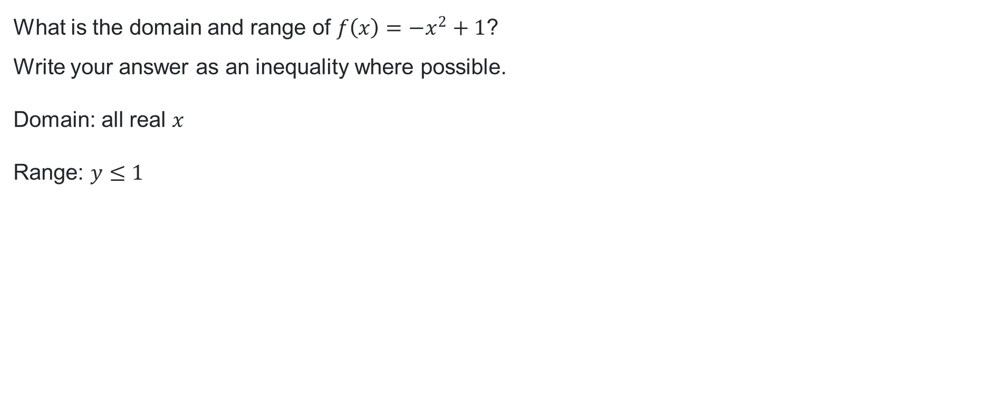 What is the domain and range of f(x) = −x² + 1?
Write your answer as an inequality where possible.
Domain: all real x
Range: y ≤ 1